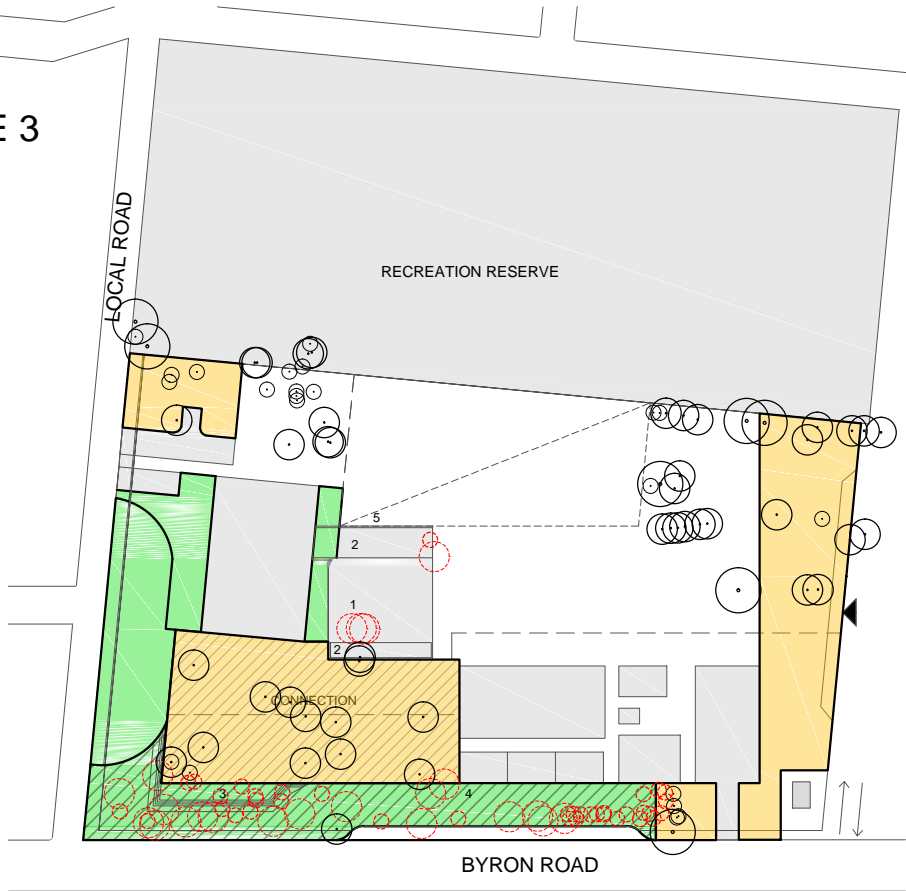 E 3
LOCAL ROAD
RECREATION RESERVE
5
2
1
2
CONNECTION
3
4
BYRON ROAD